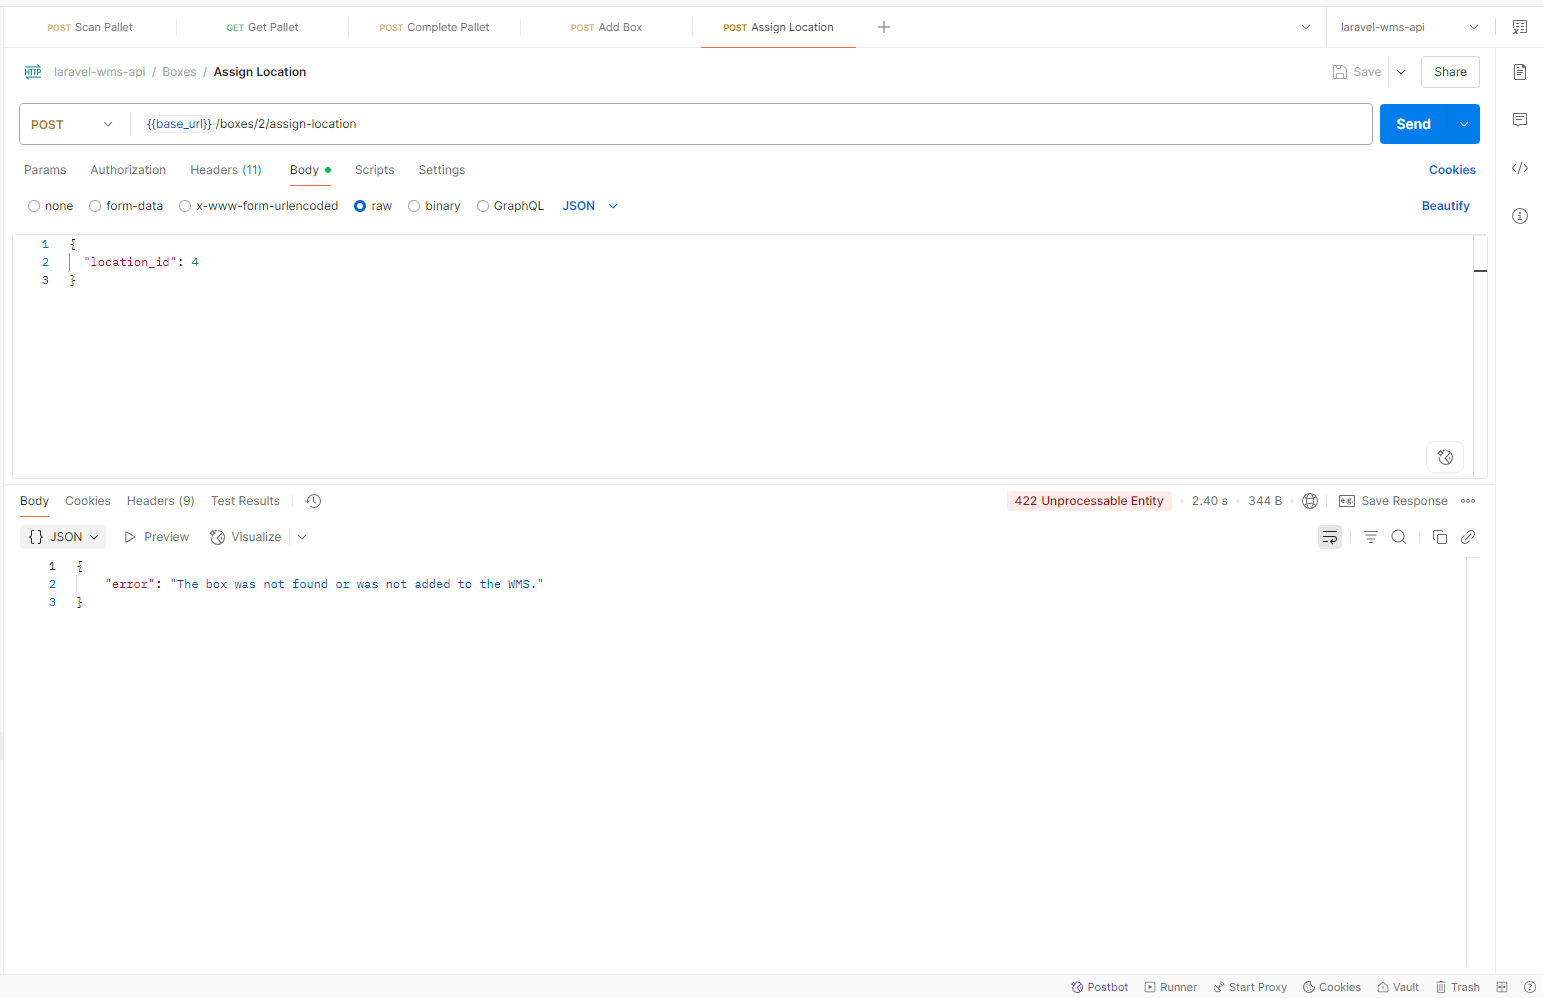 POST Scan Pallet
GET Get Pallet
POST Complete Pallet
POST Add Box
POST Assign Location
laravel-wms-api
HTTP laravel-wms-api / Boxes / Assign Location
Save
Share
POST
{{base_url}}/boxes/2/assign-location
Send
Params Authorization Headers (11) Body Scripts Settings
Cookies
none form-data x-www-form-urlencoded raw binary GraphQL JSON
Beautify
1 {
2 "location_id": 4
3 }
Body Cookies Headers (9) Test Results
422 Unprocessable Entity • 2.40 s • 344 B •
e.g. Save Response
{} JSON Preview Visualize
1 {
2 "error": "The box was not found or was not added to the WMS."
3 }
Postbot Runner Start Proxy Cookies Vault Trash